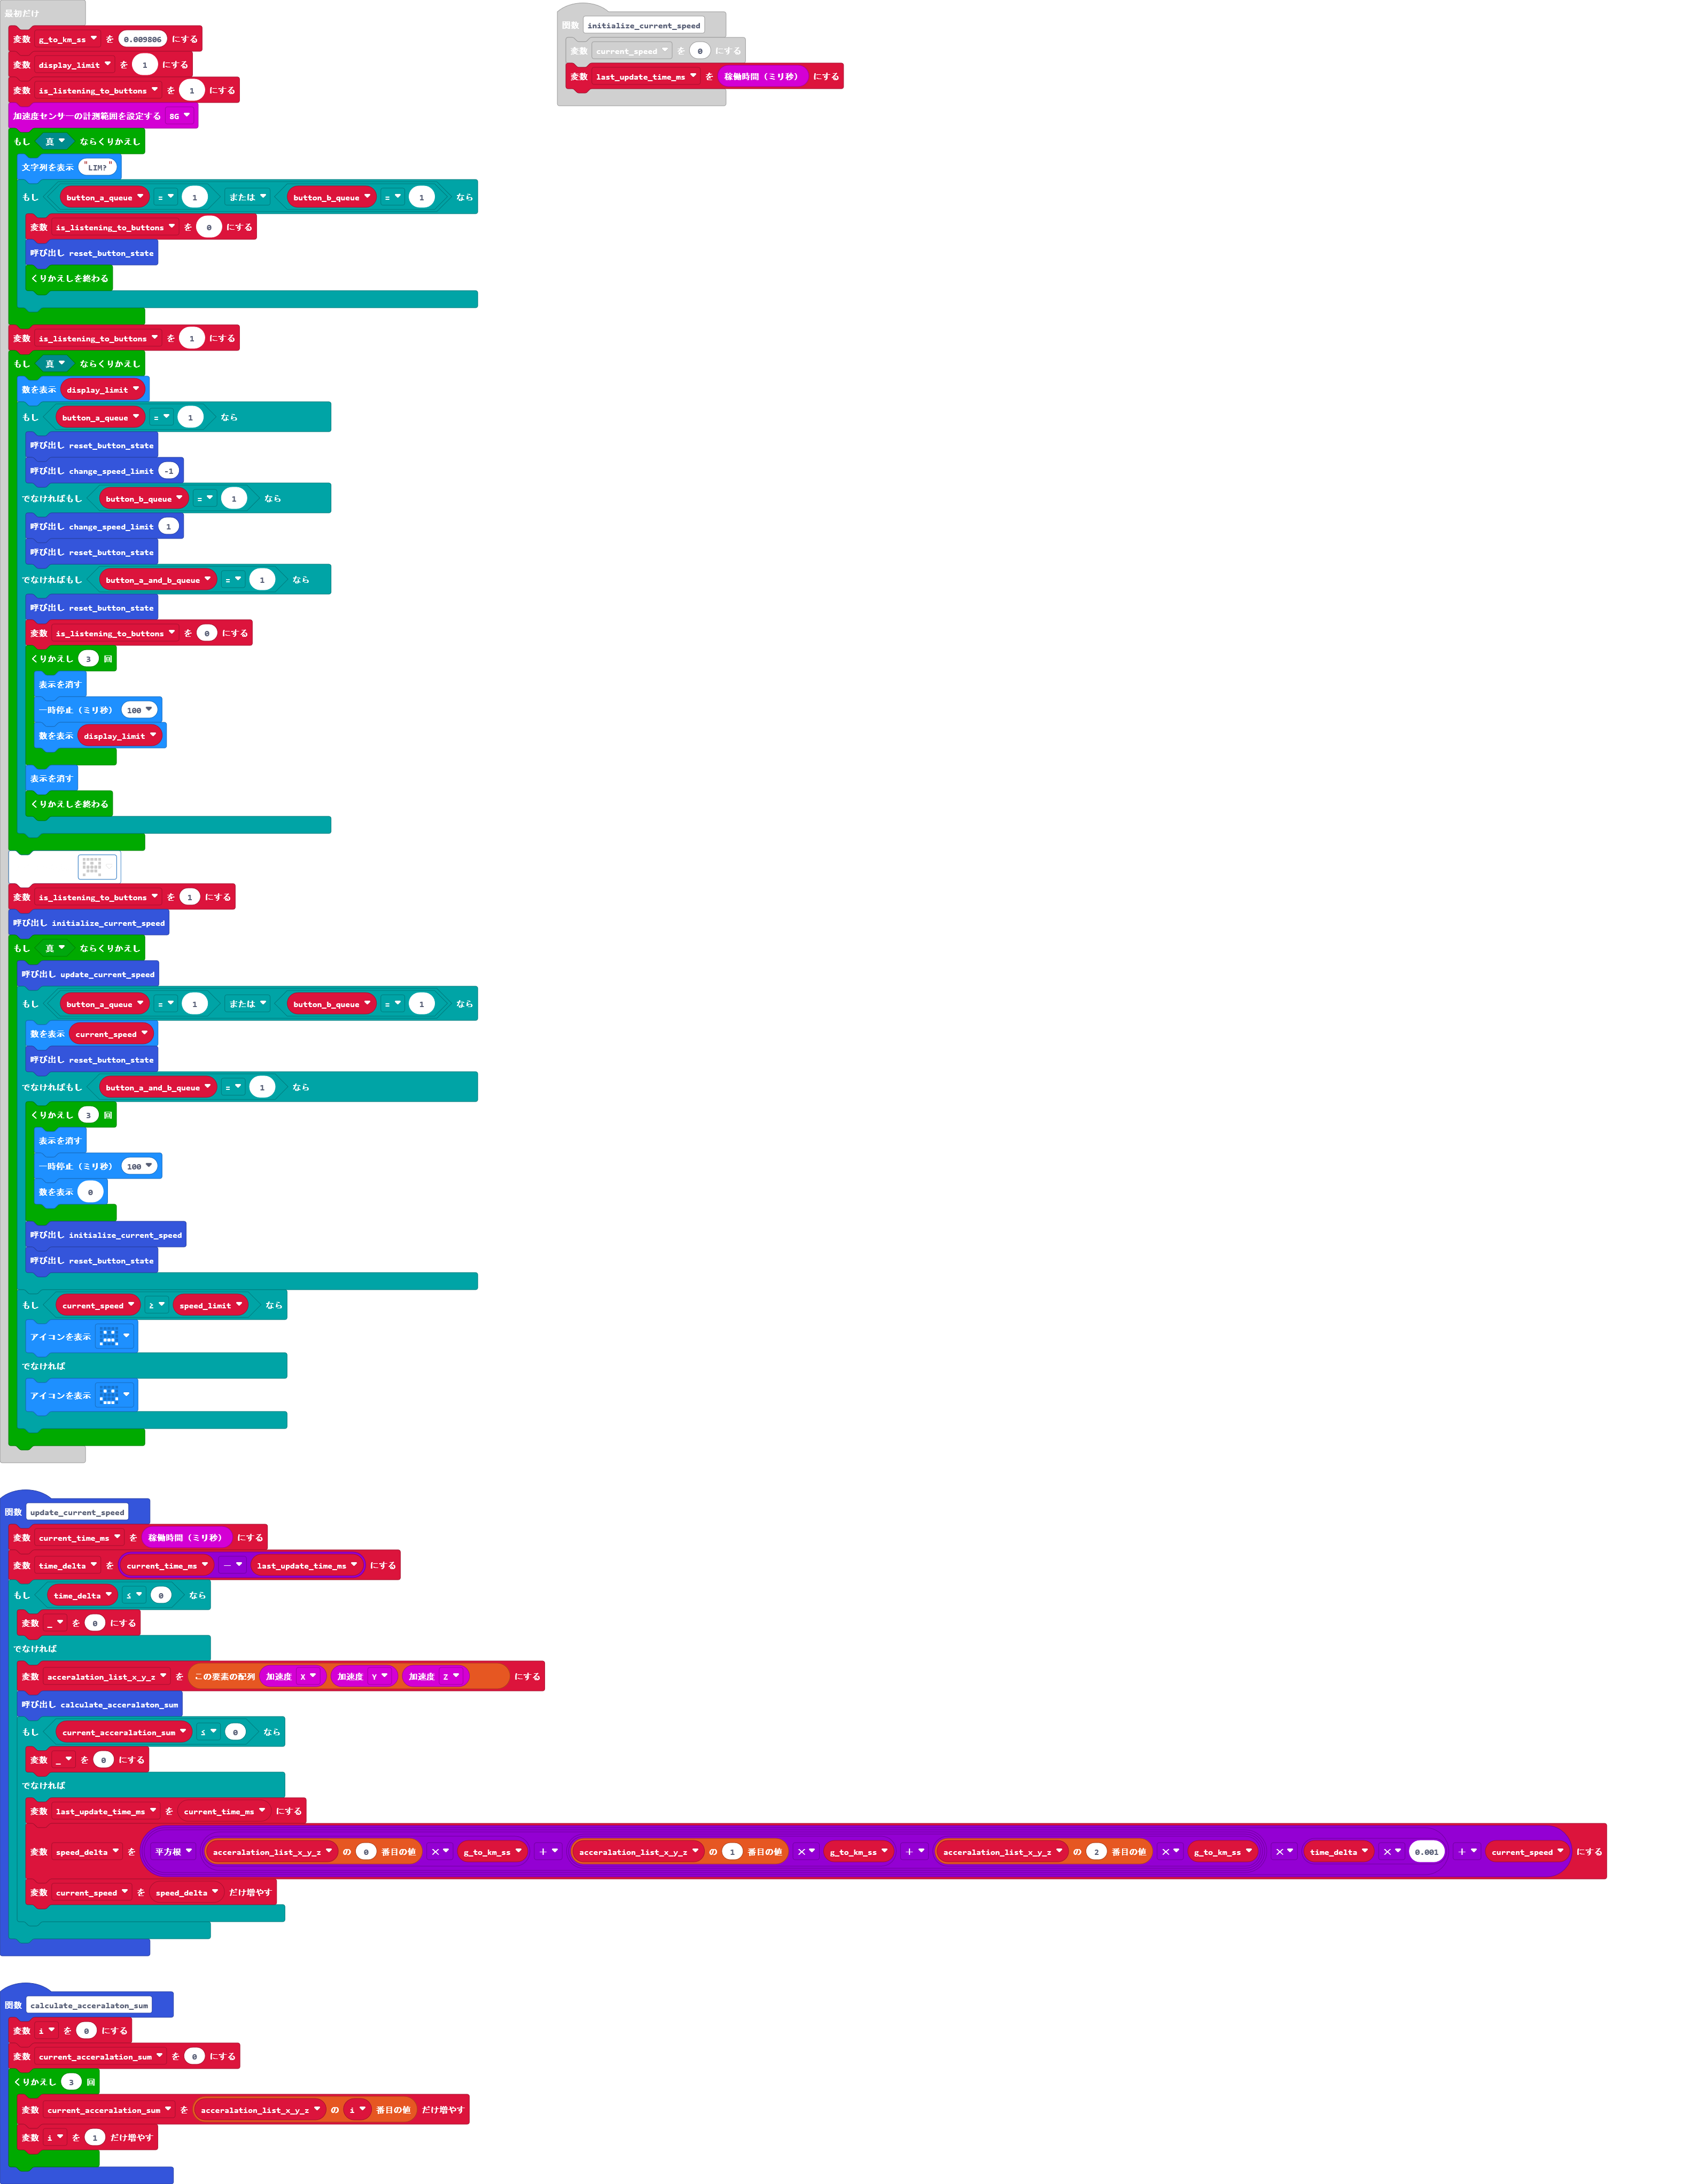 最初だけ
変数 g_to_km_ss を 0.009806 にする
変数 display_limit を 1 にする
変数 is_listening_to_buttons を 1 にする
加速度センサーの計測範囲を設定する 8G
もし 真 ならくりかえし
文字列を表示 "LIM?"
もし button_a_queue = 1 または button_b_queue = 1 なら
変数 is_listening_to_buttons を 0 にする
呼び出し reset_button_state
くりかえしを終わる
変数 is_listening_to_buttons を 1 にする
もし 真 ならくりかえし
数を表示 display_limit
もし button_a_queue = 1 なら
呼び出し reset_button_state
呼び出し change_speed_limit -1
でなければもし button_b_queue = 1 なら
呼び出し change_speed_limit 1
呼び出し reset_button_state
でなければもし button_a_and_b_queue = 1 なら
呼び出し reset_button_state
変数 is_listening_to_buttons を 0 にする
くりかえし 3 回
表示を消す
一時停止（ミリ秒） 100
数を表示 display_limit
表示を消す
くりかえしを終わる
変数 is_listening_to_buttons を 1 にする
呼び出し initialize_current_speed
もし 真 ならくりかえし
呼び出し update_current_speed
もし button_a_queue = 1 または button_b_queue = 1 なら
数を表示 current_speed
呼び出し reset_button_state
でなければもし button_a_and_b_queue = 1 なら
くりかえし 3 回
表示を消す
一時停止（ミリ秒） 100
数を表示 0
呼び出し initialize_current_speed
呼び出し reset_button_state
もし current_speed ≥ speed_limit なら
アイコンを表示
でなければ
アイコンを表示
関数 initialize_current_speed
変数 current_speed を 0 にする
変数 last_update_time_ms を 稼働時間（ミリ秒） にする
関数 update_current_speed
変数 current_time_ms を 稼働時間（ミリ秒） にする
変数 time_delta を current_time_ms - last_update_time_ms にする
もし time_delta ≤ 0 なら
変数 _ を 0 にする
でなければ
変数 acceralation_list_x_y_z を この要素の配列 加速度 X 加速度 Y 加速度 Z にする
呼び出し calculate_acceralaton_sum
もし current_acceralation_sum ≤ 0 なら
変数 _ を 0 にする
でなければ
変数 last_update_time_ms を current_time_ms にする
変数 speed_delta を 平方根 acceralation_list_x_y_z の 0 番目の値 × g_to_km_ss + acceralation_list_x_y_z の 1 番目の値 × g_to_km_ss + acceralation_list_x_y_z の 2 番目の値 × g_to_km_ss × time_delta × 0.001 + current_speed にする
変数 current_speed を speed_delta だけ増やす
関数 calculate_acceralaton_sum
変数 i を 0 にする
変数 current_acceralation_sum を 0 にする
くりかえし 3 回
変数 current_acceralation_sum を acceralation_list_x_y_z の i 番目の値 だけ増やす
変数 i を 1 だけ増やす